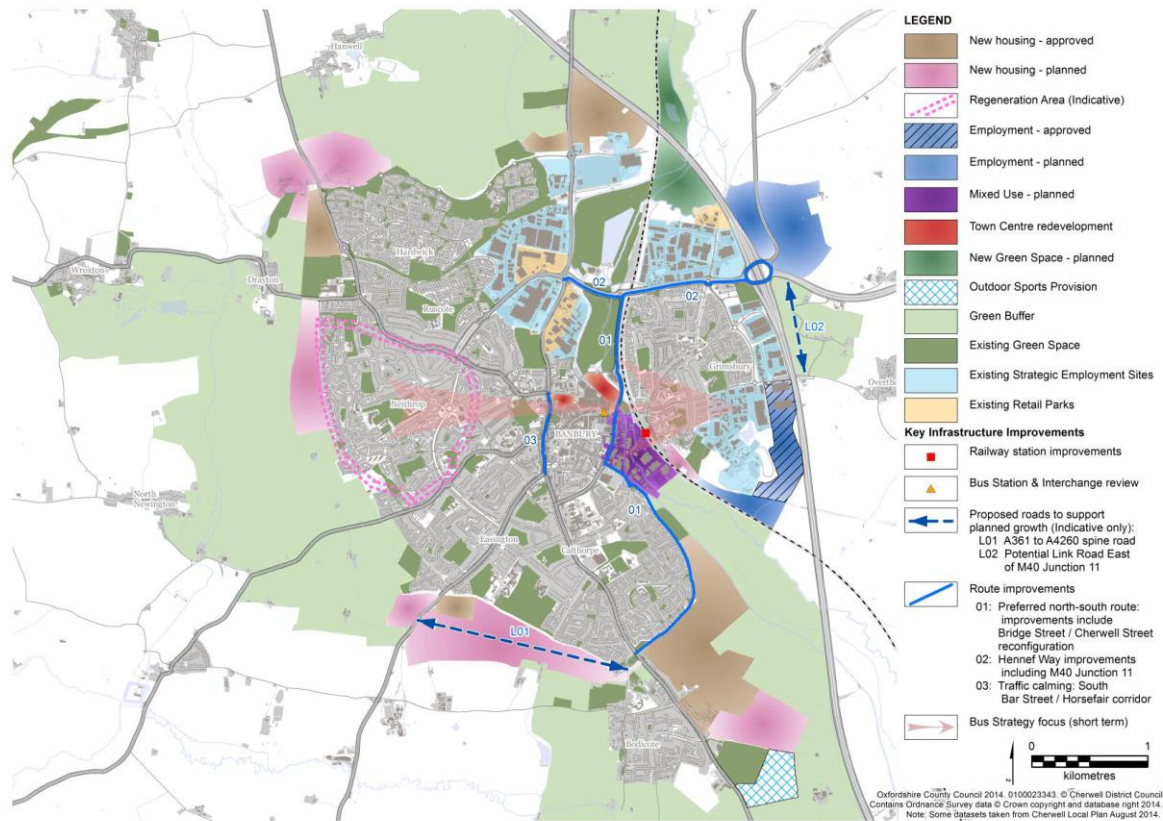 Hanwell
Hardwick
Wroxton
Drayton
Ruscote
02
02
L02
01
Grimsbury
Neithrop
03
BANBURY
North
Newington
01
Easington
Calthorpe
L01
Bodicote
LEGEND
New housing - approved
New housing - planned
Regeneration Area (Indicative)
Employment - approved
Employment - planned
Mixed Use - planned
Town Centre redevelopment
New Green Space - planned
Outdoor Sports Provision
Green Buffer
Existing Green Space
Existing Strategic Employment Sites
Existing Retail Parks
Key Infrastructure Improvements
Railway station improvements
Bus Station & Interchange review
Proposed roads to support
planned growth (Indicative only):
L01 A361 to A4260 spine road
L02 Potential Link Road East
of M40 Junction 11
Route improvements
01: Preferred north-south route:
improvements include
Bridge Street / Cherwell Street
reconfiguration
02: Hennef Way improvements
including M40 Junction 11
03: Traffic calming: South
Bar Street / Horsefair corridor
Bus Strategy focus (short term)
0 1
kilometres
Oxfordshire County Council 2014. 0100023343. © Cherwell District Council
Contains Ordnance Survey data © Crown copyright and database right 2014.
Note: Some datasets taken from Cherwell Local Plan August 2014.